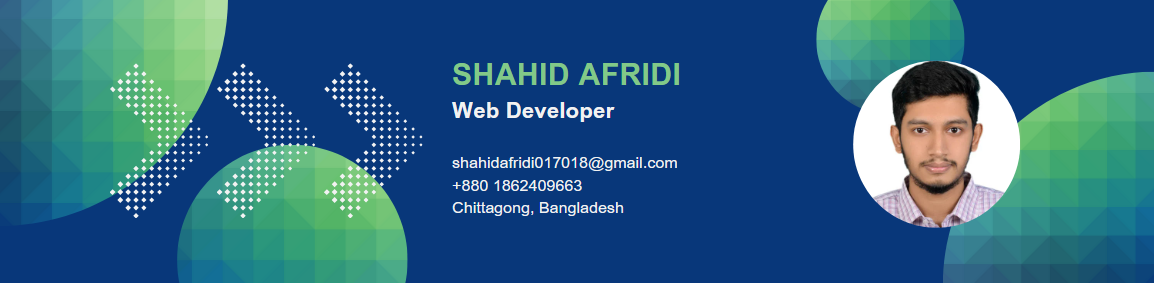 SHAHID AFRIDI
Web Developer
shahidafridi017018@gmail.com
+880 1862409663
Chittagong, Bangladesh